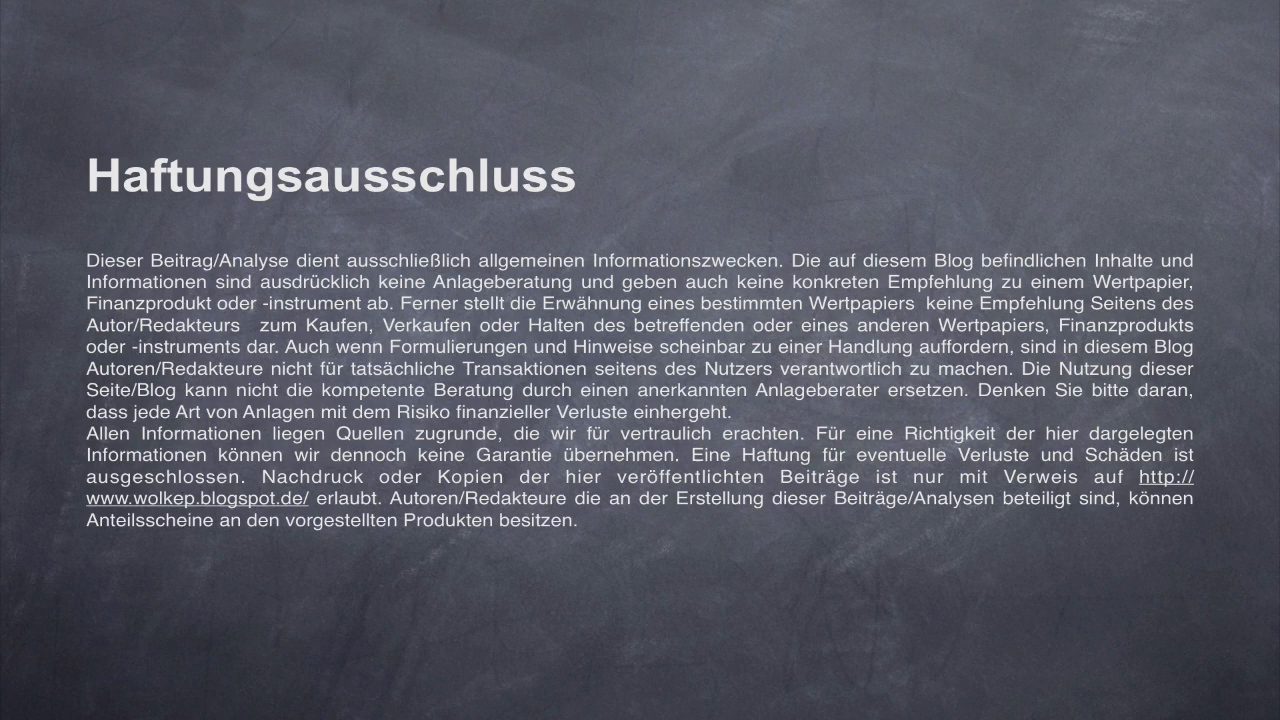 Haftungsausschluss
Dieser Beitrag/Analyse dient ausschließlich allgemeinen Informationszwecken. Die auf diesem Blog befindlichen Inhalte und
Informationen sind ausdrücklich keine Anlageberatung und geben auch keine konkreten Empfehlung zu einem Wertpapier,
Finanzprodukt oder -instrument ab. Ferner stellt die Erwähnung eines bestimmten Wertpapiers keine Empfehlung Seitens des
Autor/Redakteurs zum Kaufen, Verkaufen oder Halten des betreffenden oder eines anderen Wertpapiers, Finanzprodukts
oder -instruments dar. Auch wenn Formulierungen und Hinweise scheinbar zu einer Handlung auffordern, sind in diesem Blog
Autoren/Redakteure nicht für tatsächliche Transaktionen seitens des Nutzers verantwortlich zu machen. Die Nutzung dieser
Seite/Blog kann nicht die kompetente Beratung durch einen anerkannten Anlageberater ersetzen. Denken Sie bitte daran,
dass jede Art von Anlagen mit dem Risiko finanzieller Verluste einhergeht.
Allen Informationen liegen Quellen zugrunde, die wir für vertraulich erachten. Für eine Richtigkeit der hier dargelegten
Informationen können wir dennoch keine Garantie übernehmen. Eine Haftung für eventuelle Verluste und Schäden ist
ausgeschlossen. Nachdruck oder Kopien der hier veröffentlichten Beiträge ist nur mit Verweis auf http://
www.wolkep.blogspot.de/ erlaubt. Autoren/Redakteure die an der Erstellung dieser Beiträge/Analysen beteiligt sind, können
Anteilsscheine an den vorgestellten Produkten besitzen.